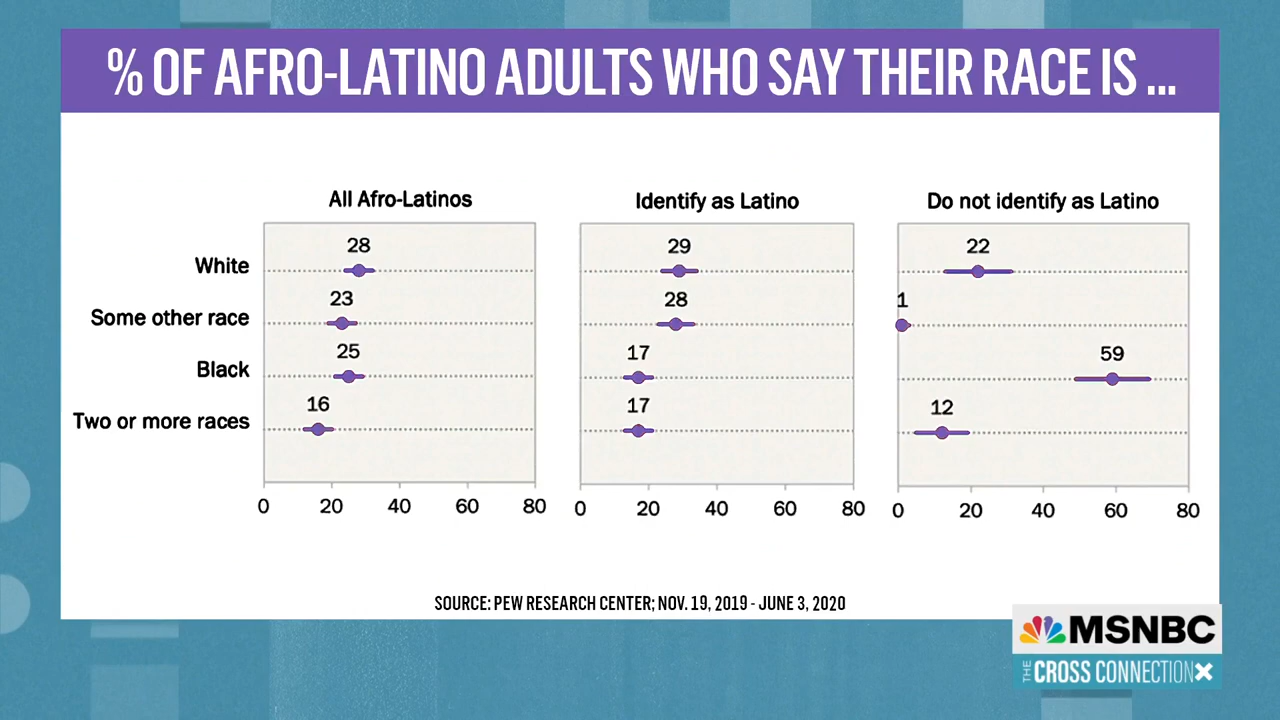 % OF AFRO-LATINO ADULTS WHO SAY THEIR RACE IS ...
All Afro-Latinos
Identify as Latino
Do not identify as Latino
White
28
29
22
Some other race
23
28
1
Black
25
17
59
Two or more races
16
17
12
0 20 40 60 80
0 20 40 60 80
0 20 40 60 80
SOURCE: PEW RESEARCH CENTER; NOV. 19, 2019 - JUNE 3, 2020
MSNBC
THE CROSS CONNECTION